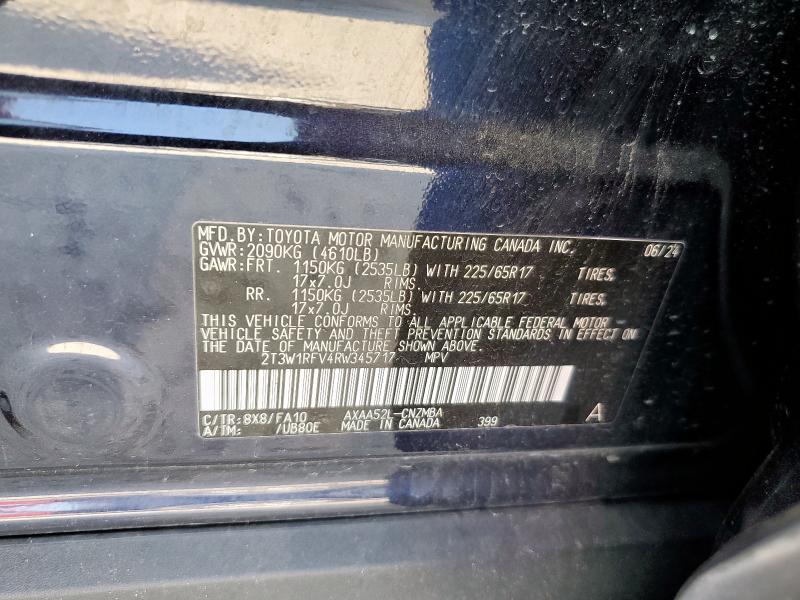 MFD. BY: TOYOTA MOTOR MANUFACTURING CANADA INC. 06/24
GVWR: 2090KG (4610LB)
GAWR: FRT. 1150KG (2535LB) WITH 225/65R17 TIRES,
17x7.0J RIMS.
RR. 1150KG (2535LB) WITH 225/65R17 TIRES,
17x7.0J RIMS.
THIS VEHICLE CONFORMS TO ALL APPLICABLE FEDERAL MOTOR
VEHICLE SAFETY AND THEFT PREVENTION STANDARDS IN EFFECT ON
THE DATE OF MANUFACTURE SHOWN ABOVE.
2T3W1RFV4RW345717 MPV
C/TR: 8X8/FA10 AXAA52L-CNZMBA
A/TM: /UB80E MADE IN CANADA 399 A